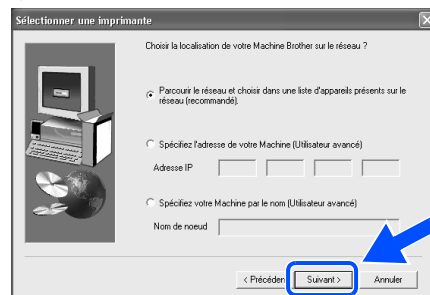 Sélectionner une imprimante
Choisir la localisation de votre Machine Brother sur le réseau ?
Parcourir le réseau et choisir dans une liste d'appareils présents sur le
réseau (recommandé).
Spécifiez l'adresse de votre Machine (Utilisateur avancé)
Adresse IP
Spécifiez votre Machine par le nom (Utilisateur avancé)
Nom de noeud
< Précéden Suivant > Annuler